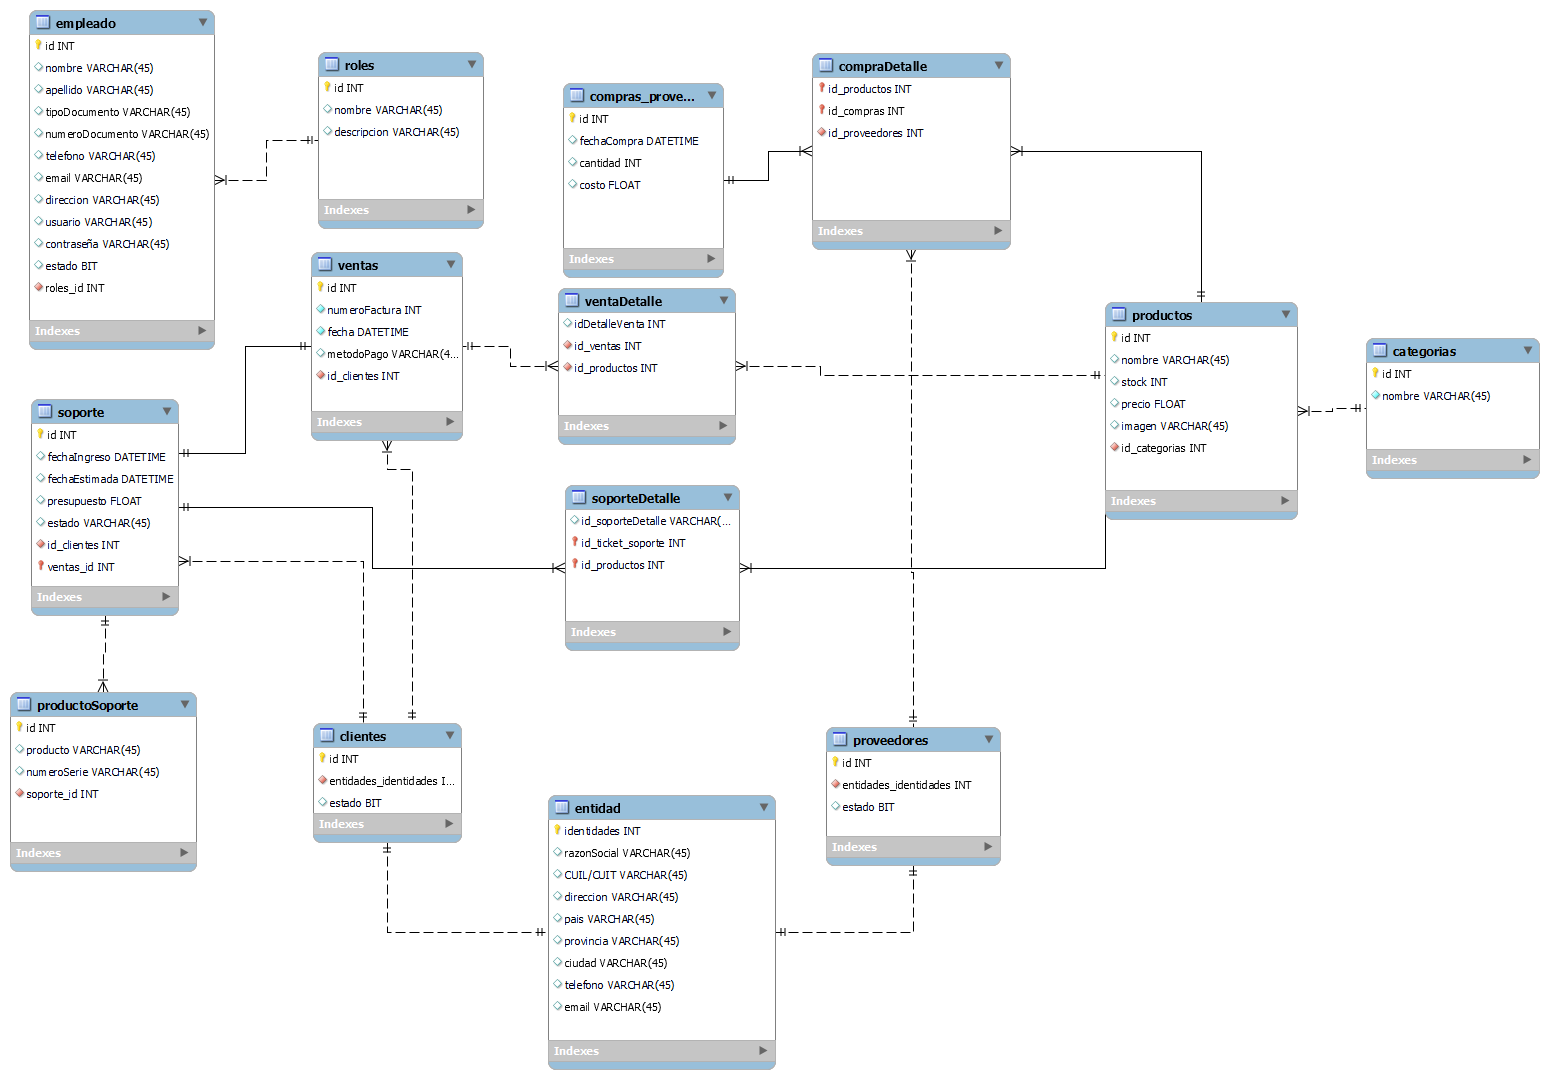 empleado
id INT
nombre VARCHAR(45)
apellido VARCHAR(45)
tipoDocumento VARCHAR(45)
numeroDocumento VARCHAR(45)
telefono VARCHAR(45)
email VARCHAR(45)
direccion VARCHAR(45)
usuario VARCHAR(45)
contraseña VARCHAR(45)
estado BIT
roles_id INT
Indexes
roles
id INT
nombre VARCHAR(45)
descripcion VARCHAR(45)
Indexes
compras_prove...
id INT
fechaCompra DATETIME
cantidad INT
costo FLOAT
Indexes
compraDetalle
id_productos INT
id_compras INT
id_proveedores INT
Indexes
ventas
id INT
numeroFactura INT
fecha DATETIME
metodoPago VARCHAR(4...
id_clientes INT
Indexes
ventaDetalle
idDetalleVenta INT
id_ventas INT
id_productos INT
Indexes
productos
id INT
nombre VARCHAR(45)
stock INT
precio FLOAT
imagen VARCHAR(45)
id_categorias INT
Indexes
categorias
id INT
nombre VARCHAR(45)
Indexes
soporte
id INT
fechaIngreso DATETIME
fechaEstimada DATETIME
presupuesto FLOAT
estado VARCHAR(45)
id_clientes INT
ventas_id INT
Indexes
soporteDetalle
id_soporteDetalle VARCHAR(...
id_ticket_soporte INT
id_productos INT
Indexes
productoSoporte
id INT
producto VARCHAR(45)
numeroSerie VARCHAR(45)
soporte_id INT
Indexes
clientes
id INT
entidades_identidades I...
estado BIT
Indexes
entidad
identidades INT
razonSocial VARCHAR(45)
CUIL/CUIT VARCHAR(45)
direccion VARCHAR(45)
pais VARCHAR(45)
provincia VARCHAR(45)
ciudad VARCHAR(45)
telefono VARCHAR(45)
email VARCHAR(45)
Indexes
proveedores
id INT
entidades_identidades INT
estado BIT
Indexes